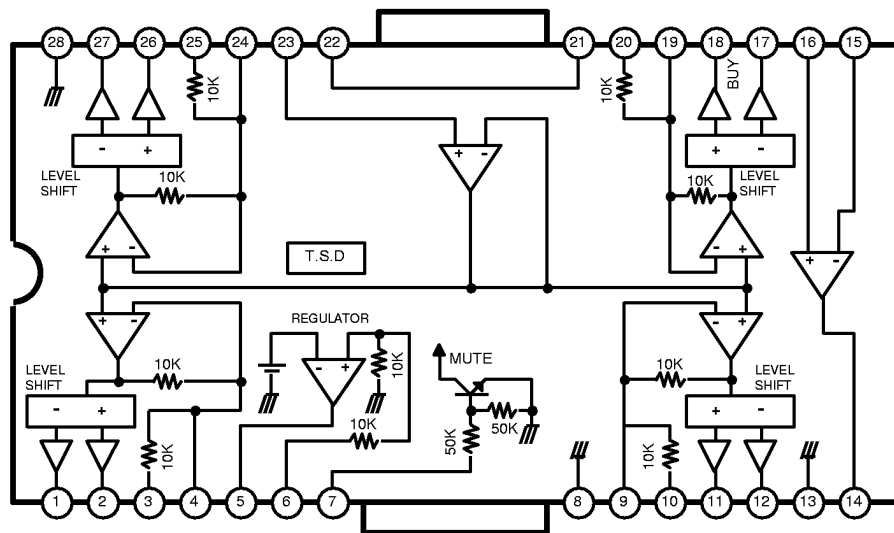 28 27 26 25 24 23 22 21 20 19 18 17 16 15
10K 10K BUY
- + + -
LEVEL SHIFT
10K
+ -
10K
LEVEL SHIFT
+ - - + + -
T.S.D
+ - - +
REGULATOR
- +
10K
MUTE
LEVEL SHIFT
10K
10K
LEVEL SHIFT
- + + -
10K
50K
50K
10K
10K
1 2 3 4 5 6 7 8 9 10 11 12 13 14